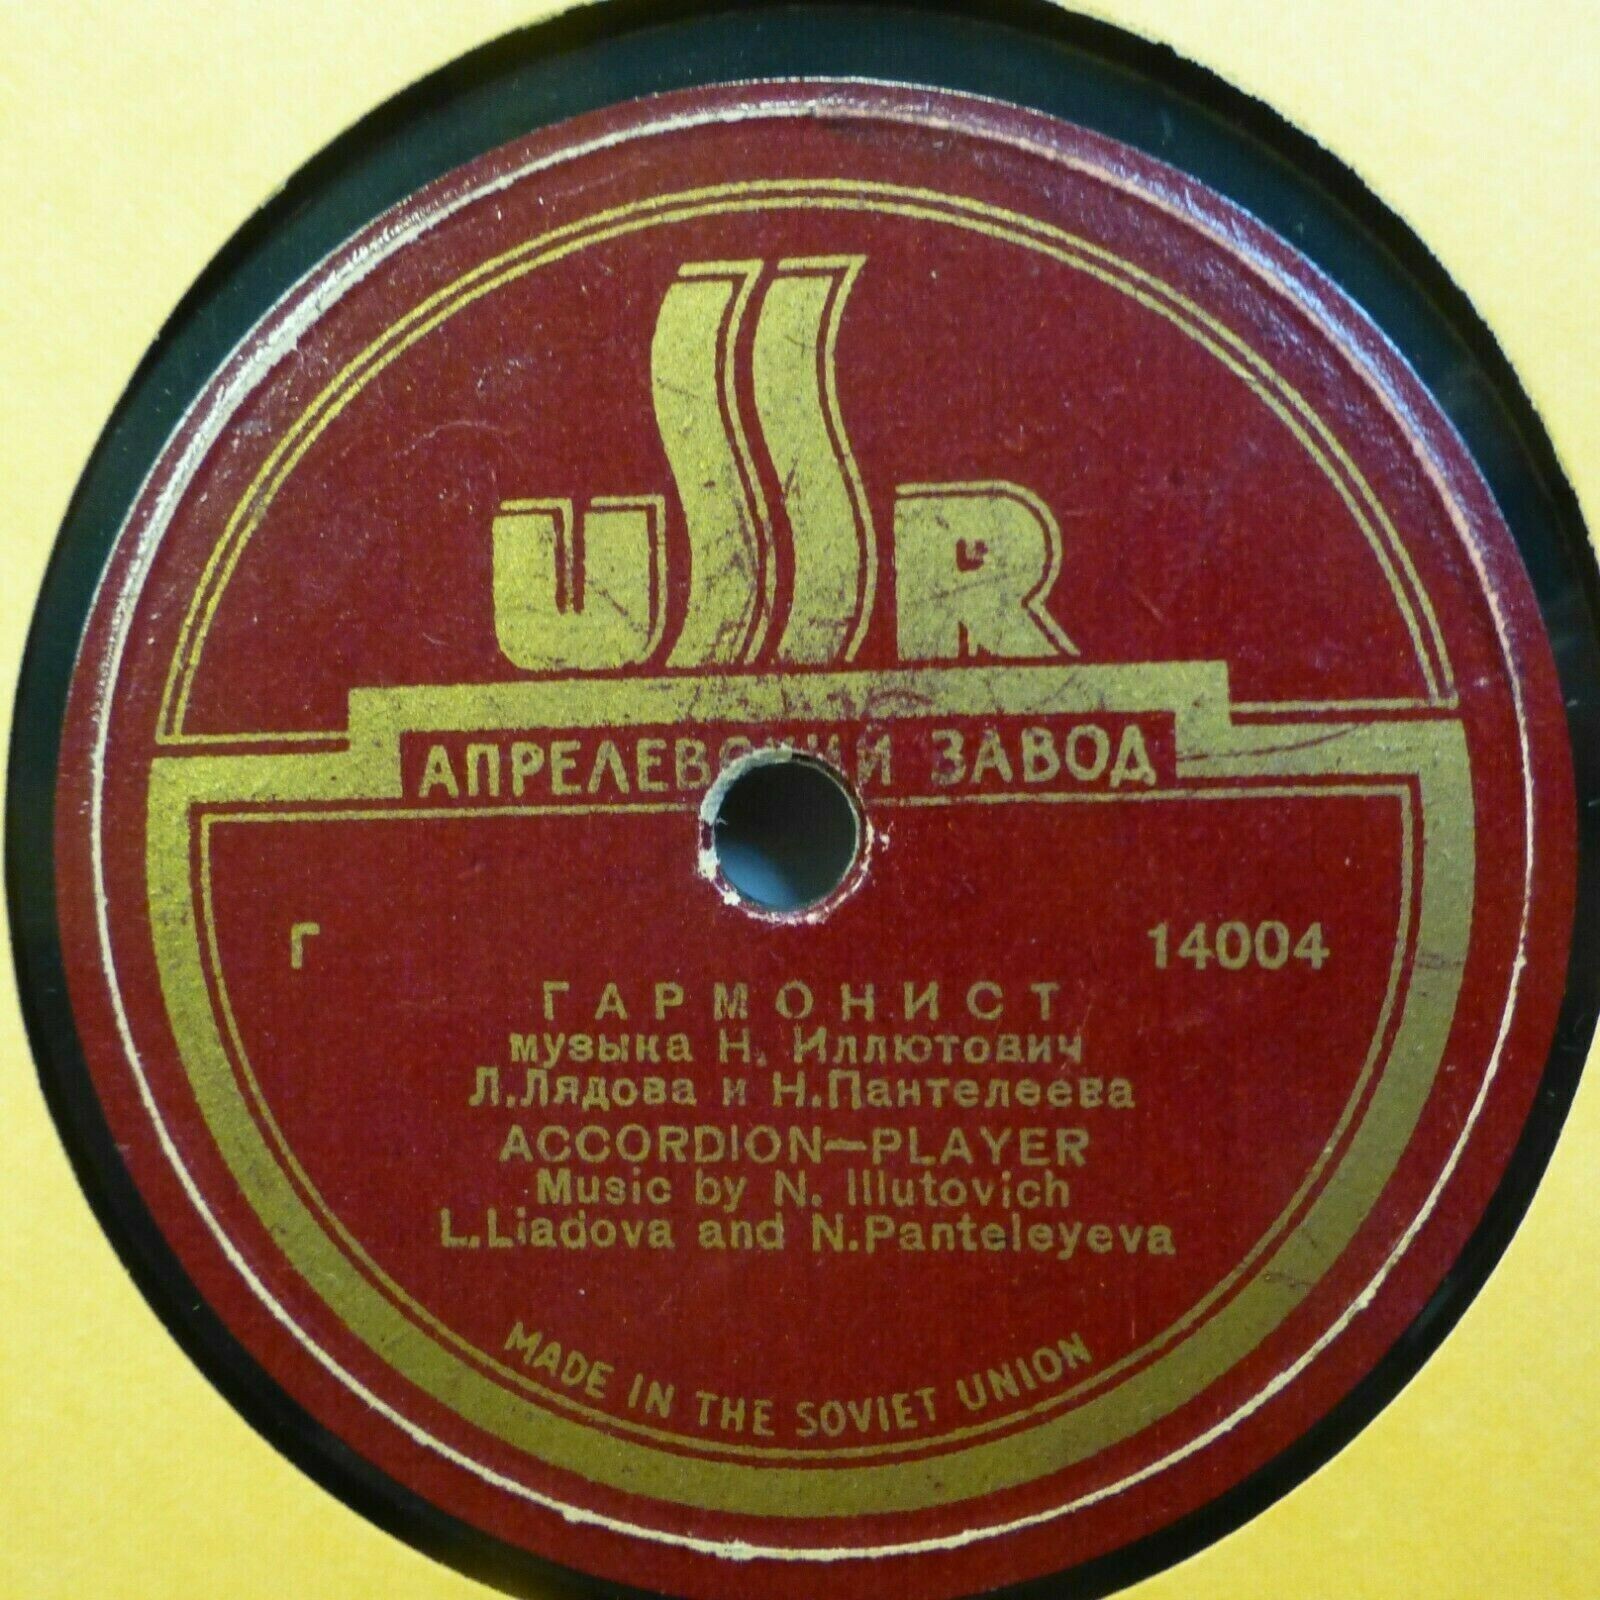 USSR
АПРЕЛЕВСКИЙ ЗАВОД
Г 14004
ГАРМОНИСТ
музыка Н. Иллютович
Л.Лядова и Н.Пантелеева
ACCORDION—PLAYER
Music by N. Illutovich
L.Liadova and N.Panteleyeva
MADE IN THE SOVIET UNION